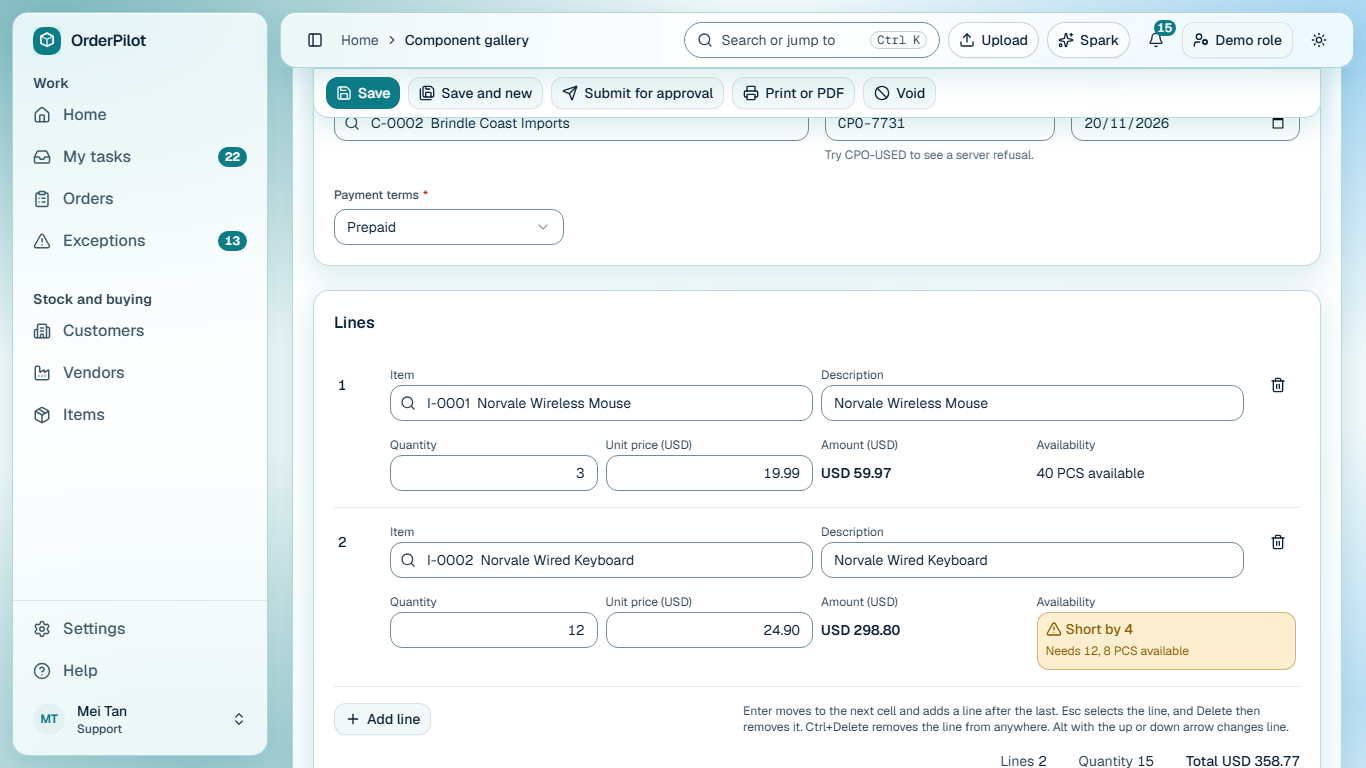 OrderPilot
Work
Home
My tasks 22
Orders
Exceptions 13
Stock and buying
Customers
Vendors
Items
Settings
Help
MT Mei Tan
Support
Home > Component gallery
Search or jump to Ctrl K
Upload
Spark
15
Demo role
Save
Save and new
Submit for approval
Print or PDF
Void
C-0002 Brindle Coast Imports
CPO-7731
20/11/2026
Try CPO-USED to see a server refusal.
Payment terms *
Prepaid
Lines
1
Item
I-0001 Norvale Wireless Mouse
Description
Norvale Wireless Mouse
Quantity
3
Unit price (USD)
19.99
Amount (USD)
USD 59.97
Availability
40 PCS available
2
Item
I-0002 Norvale Wired Keyboard
Description
Norvale Wired Keyboard
Quantity
12
Unit price (USD)
24.90
Amount (USD)
USD 298.80
Availability
Short by 4
Needs 12, 8 PCS available
Add line
Enter moves to the next cell and adds a line after the last. Esc selects the line, and Delete then
removes it. Ctrl+Delete removes the line from anywhere. Alt with the up or down arrow changes line.
Lines 2 Quantity 15 Total USD 358.77